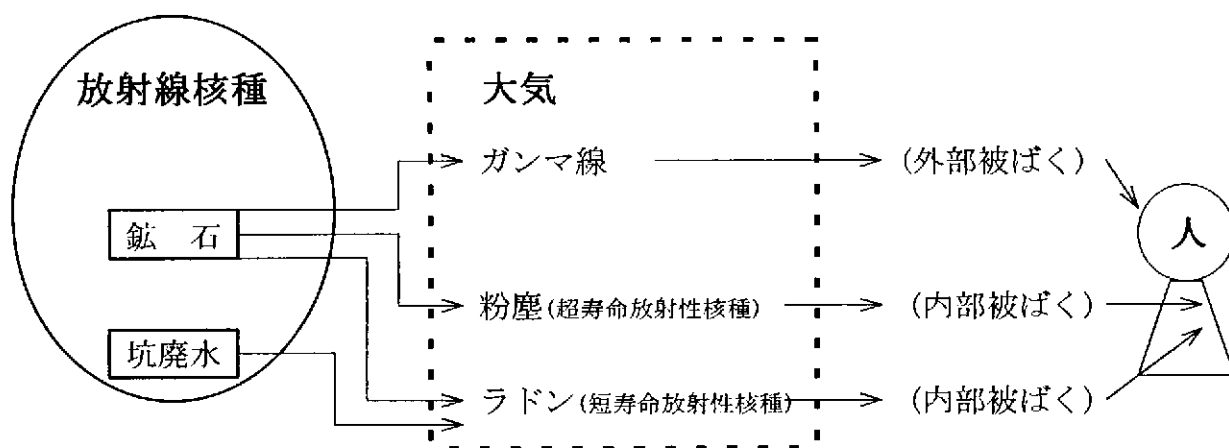 放射線核種
大気
ガンマ線
(外部被ばく)
鉱 石
人
粉塵(超寿命放射性核種)
(内部被ばく)
坑廃水
ラドン(短寿命放射性核種)
(内部被ばく)